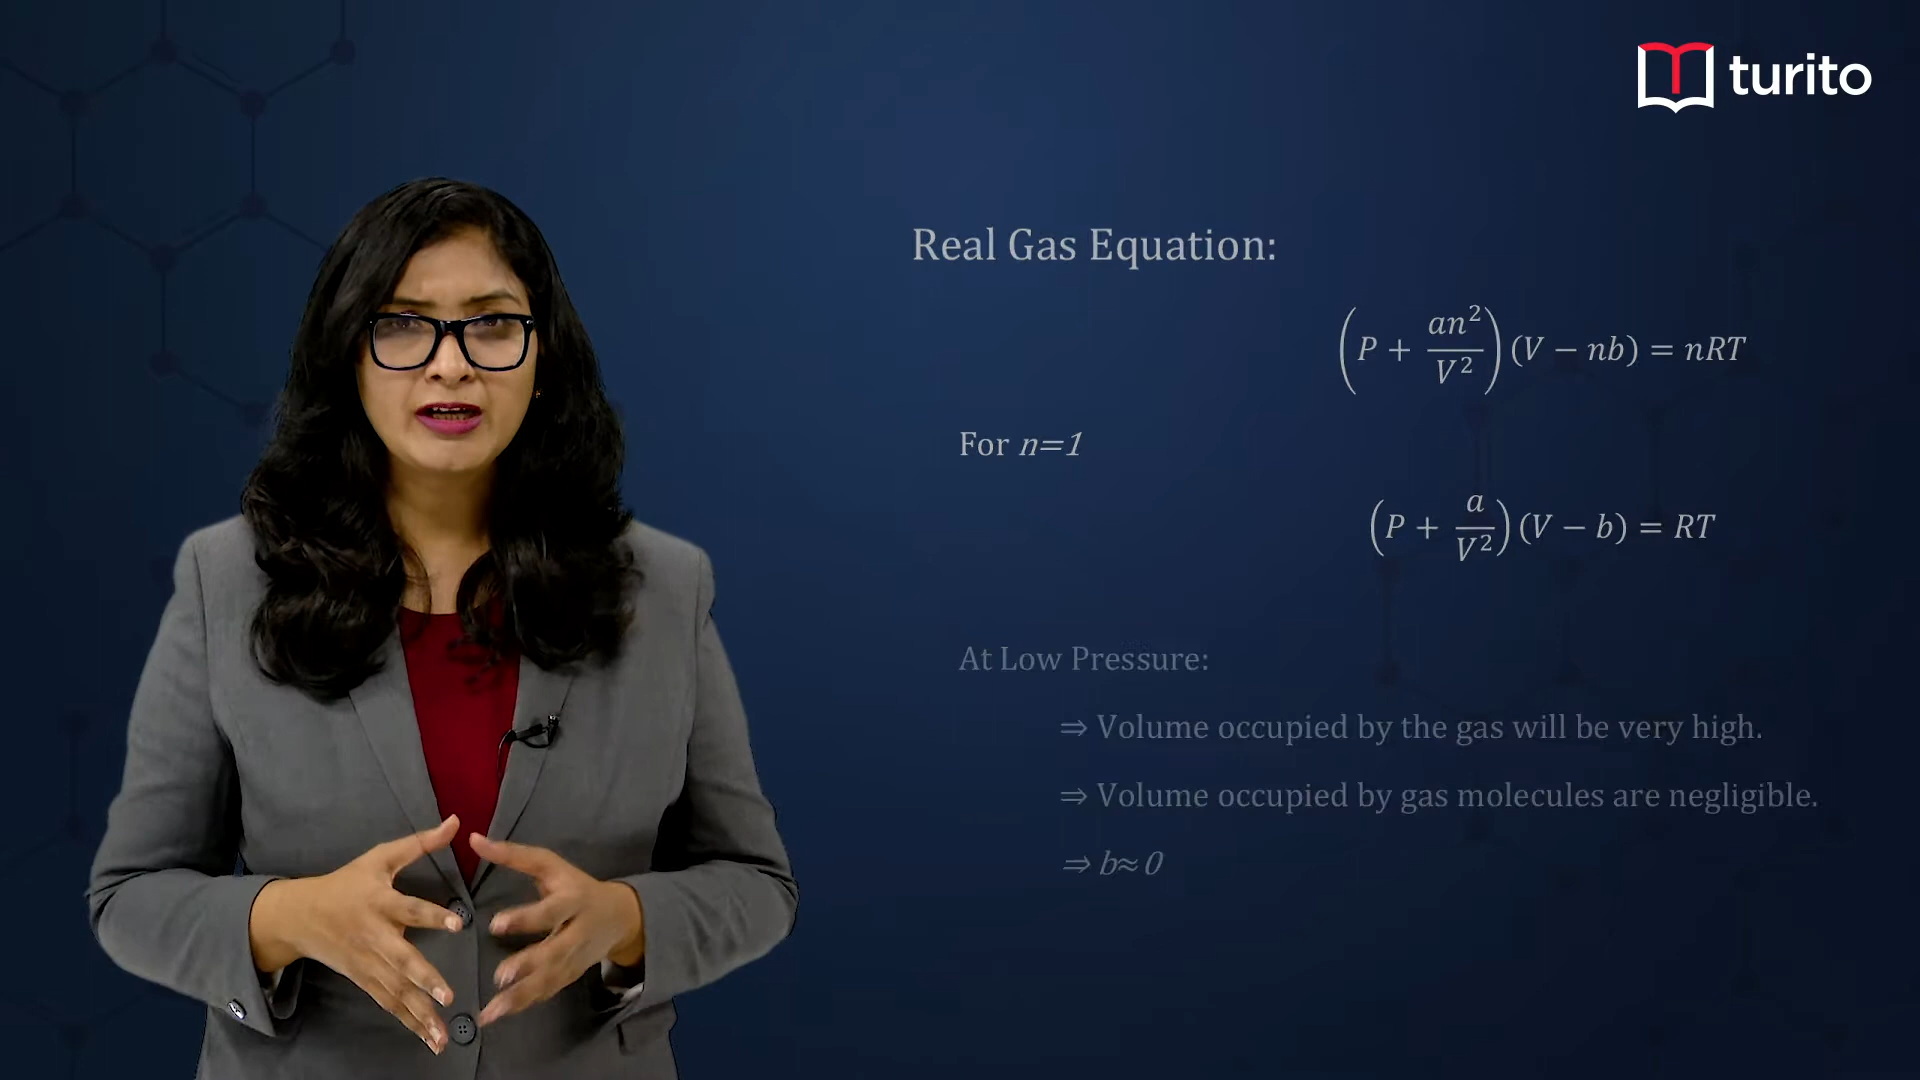 turito
Real Gas Equation:
(P + an²/V²)(V − nb) = nRT
For n=1
(P + a/V²)(V − b) = RT
At Low Pressure:
⇒ Volume occupied by the gas will be very high.
⇒ Volume occupied by gas molecules are negligible.
⇒ b≈ 0